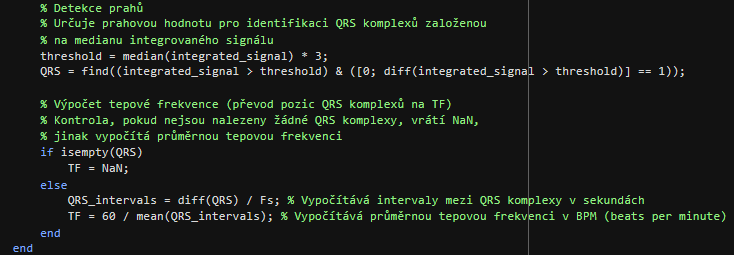 % Detekce prahů
% Určuje prahovou hodnotu pro identifikaci QRS komplexů založenou
% na medianu integrovaného signálu
threshold = median(integrated_signal) * 3;
QRS = find((integrated_signal > threshold) & ([0; diff(integrated_signal > threshold)] == 1));
% Výpočet tepové frekvence (převod pozic QRS komplexů na TF)
% Kontrola, pokud nejsou nalezeny žádné QRS komplexy, vrátí NaN,
% jinak vypočítá průměrnou tepovou frekvenci
if isempty(QRS)
TF = NaN;
else
QRS_intervals = diff(QRS) / Fs; % Vypočítává intervaly mezi QRS komplexy v sekundách
TF = 60 / mean(QRS_intervals); % Vypočítává průměrnou tepovou frekvenci v BPM (beats per minute)
end
end